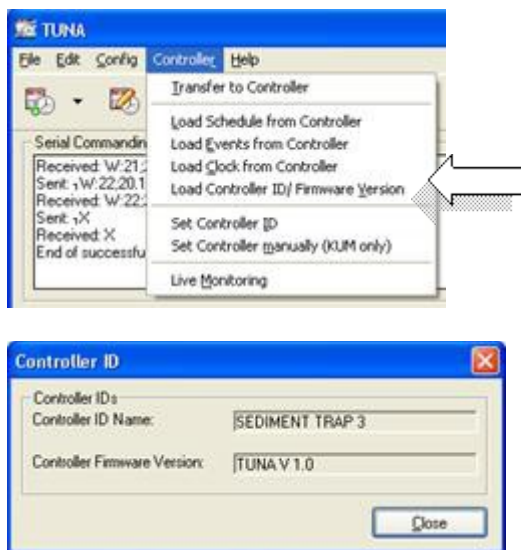 TUNA
File Edit Config Controller Help
Transfer to Controller
Load Schedule from Controller
Load Events from Controller
Load Clock from Controller
Load Controller ID/ Firmware Version
Set Controller ID
Set Controller manually (KUM only)
Live Monitoring
Serial Commandin
Received: W:21;
Sent: ,W:22;20.1
Received: W:22;
Sent: ,X
Received: X
End of successfu
Controller ID
Controller IDs
Controller ID Name: SEDIMENT TRAP 3
Controller Firmware Version: TUNA V 1.0
Close